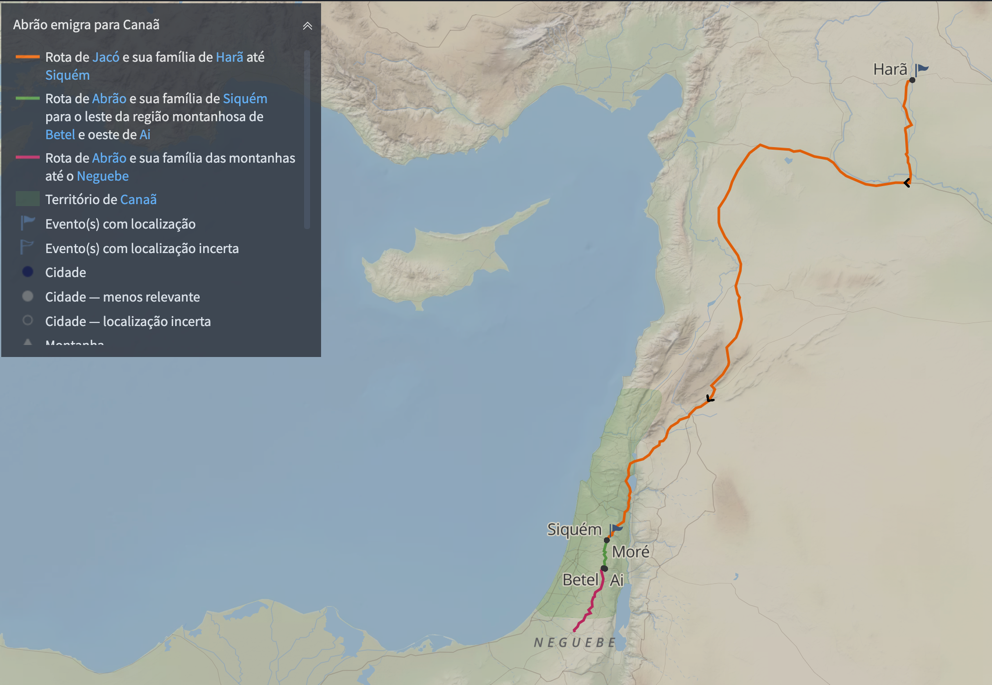 Abrão emigra para Canaã
Rota de Jacó e sua família de Harã até
Siquém
Rota de Abrão e sua família de Siquém
para o leste da região montanhosa de
Betel e oeste de Ai
Rota de Abrão e sua família das montanhas
até o Neguebe
Território de Canaã
Evento(s) com localização
Evento(s) com localização incerta
Cidade
Cidade — menos relevante
Cidade — localização incerta
Montanha
Harã
Siquém
Moré
Betel
Ai
NEGUEBE